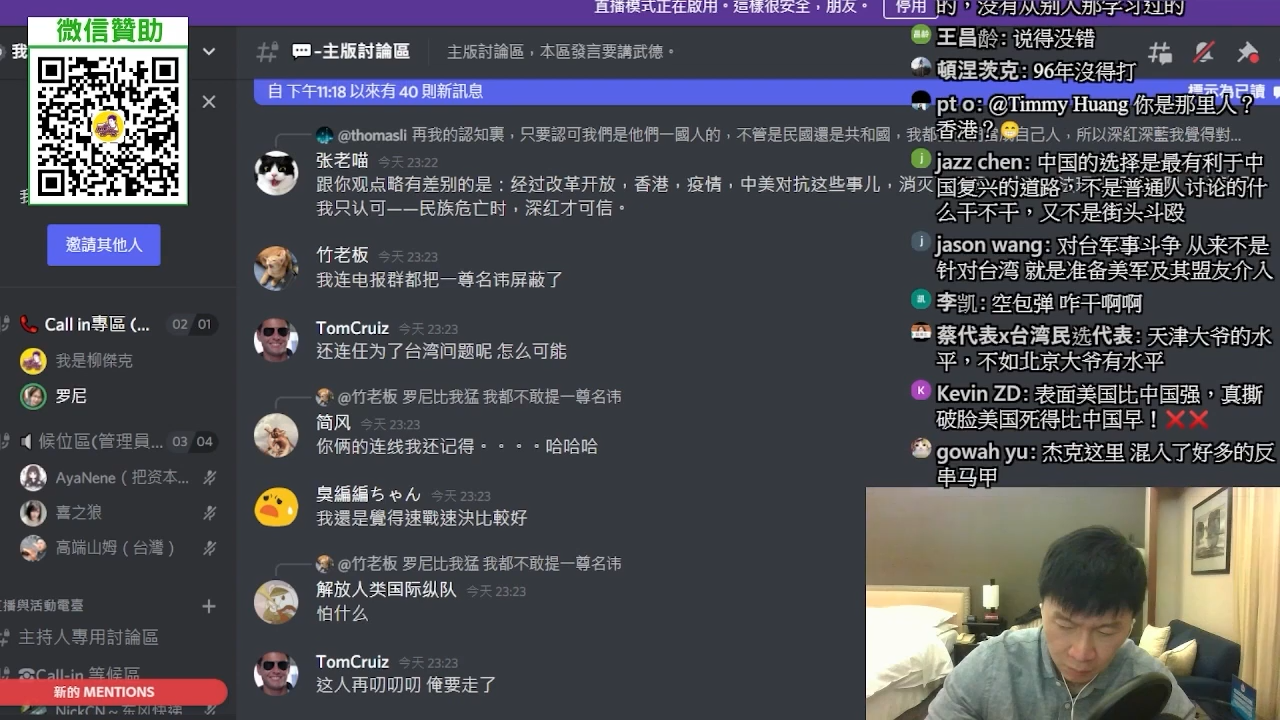 直播模式正在啟用。這樣很安全，朋友。
停用
微信贊助
我
-主版討論區
主版討論區，本區發言要講武德。
自 下午11:18 以來有 40 則新訊息
標示為已讀
邀請其他人
Call in專區 (...
02 01
我是柳傑克
罗尼
候位區(管理員...
03 04
AyaNene（把资本...
喜之狼
高端山姆（台灣）
直播與活動電臺
主持人專用討論區
Call-in 等候區
新的 MENTIONS
NickCN～东风快递
@thomasli 再我的認知裏，只要認可我們是他們一國人的，不管是民國還是共和國，我都
自己人，所以深紅深藍我覺得對...
张老喵 今天 23:22
跟你观点略有差别的是：经过改革开放，香港，疫情，中美对抗这些事儿，消灭
我只认可——民族危亡时，深红才可信。
竹老板 今天 23:23
我连电报群都把一尊名讳屏蔽了
TomCruiz 今天 23:23
还连任为了台湾问题呢 怎么可能
@竹老板 罗尼比我猛 我都不敢提一尊名讳
简风 今天 23:23
你俩的连线我还记得。。。。哈哈哈
臭編編ちゃん 今天 23:23
我還是覺得速戰速決比較好
@竹老板 罗尼比我猛 我都不敢提一尊名讳
解放人类国际纵队 今天 23:23
怕什么
TomCruiz 今天 23:23
这人再叨叨叨 俺要走了
的，没有从别人那学习过的
王昌龄: 说得没错
頓涅茨克: 96年沒得打
pt o: @Timmy Huang 你是那里人？
香港？😁
jazz chen: 中国的选择是最有利于中
国复兴的道路，不是普通人讨论的什
么干不干，又不是街头斗殴
jason wang: 对台军事斗争 从来不是
针对台湾 就是准备美军及其盟友介入
李凯: 空包弹 咋干啊啊
蔡代表x台湾民选代表: 天津大爷的水
平，不如北京大爷有水平
Kevin ZD: 表面美国比中国强，真撕
破脸美国死得比中国早！❌❌
gowah yu: 杰克这里 混入了好多的反
串马甲